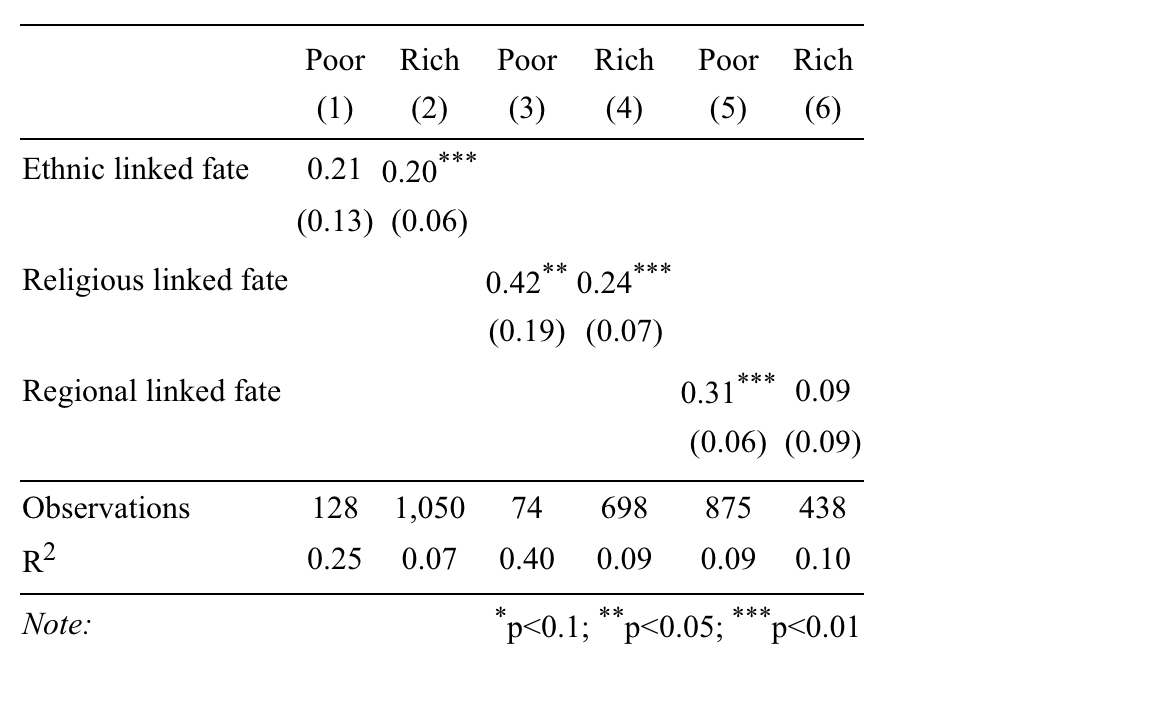 Poor Rich Poor Rich Poor Rich
(1) (2) (3) (4) (5) (6)
Ethnic linked fate 0.21 0.20***
(0.13) (0.06)
Religious linked fate 0.42** 0.24***
(0.19) (0.07)
Regional linked fate 0.31*** 0.09
(0.06) (0.09)
Observations 128 1,050 74 698 875 438
R2 0.25 0.07 0.40 0.09 0.09 0.10
Note: *p<0.1; **p<0.05; ***p<0.01